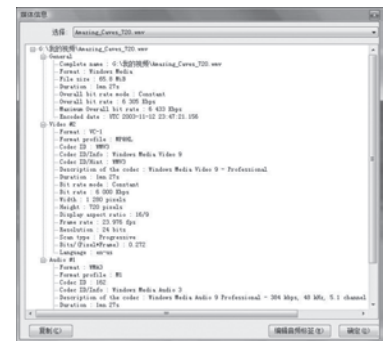 媒体信息
选择: Amazing_Caves_720.wmv
G:\我的视频\Amazing_Caves_720.wmv
General
Complete name : G:\我的视频\Amazing_Caves_720.wmv
Format : Windows Media
File size : 65.8 MiB
Duration : 1mn 27s
Overall bit rate mode : Constant
Overall bit rate : 6 305 Kbps
Maximum Overall bit rate : 6 433 Kbps
Encoded date : UTC 2003-11-12 23:47:21.156
Video #2
Format : VC-1
Format profile : MP@HL
Codec ID : WMV3
Codec ID/Info : Windows Media Video 9
Codec ID/Hint : WMV3
Description of the codec : Windows Media Video 9 - Professional
Duration : 1mn 27s
Bit rate mode : Constant
Bit rate : 6 000 Kbps
Width : 1 280 pixels
Height : 720 pixels
Display aspect ratio : 16/9
Frame rate : 23.976 fps
Resolution : 24 bits
Scan type : Progressive
Bits/(Pixel*Frame) : 0.272
Language : en-us
Audio #1
Format : WMA3
Format profile : M1
Codec ID : 162
Codec ID/Info : Windows Media Audio 3
Description of the codec : Windows Media Audio 9 Professional - 384 kbps, 48 kHz, 5.1 channel
Duration : 1mn 27s
复制(C) 编辑音频标签(E) 确定(O)